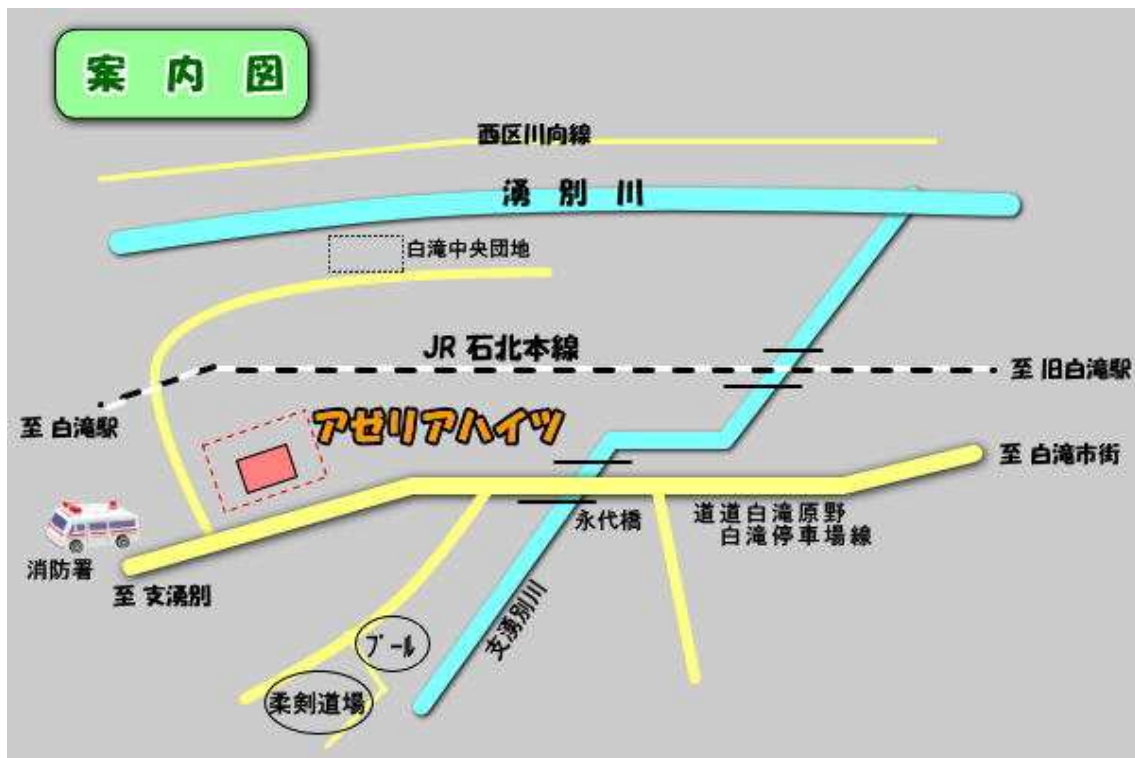 案 内 図
西区川向線
湧 別 川
白滝中央団地
JR 石北本線
至 旧白滝駅
至 白滝駅
アゼリアハイツ
至 白滝市街
永代橋
道道白滝原野
白滝停車場線
消防署
至 支湧別
支湧別川
プール
柔剣道場